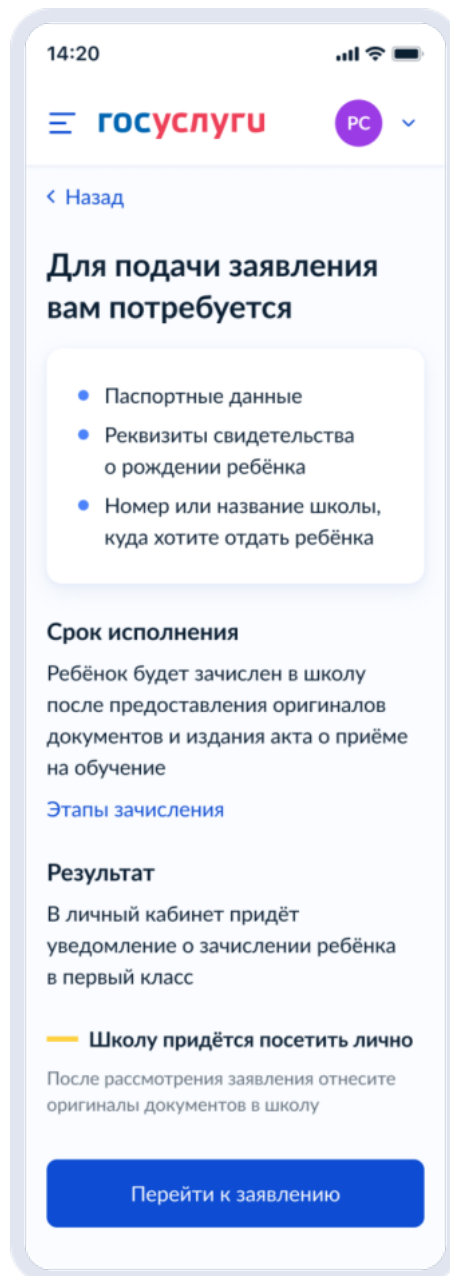 14:20
госуслуги
РС
Назад
Для подачи заявления
вам потребуется
Паспортные данные
Реквизиты свидетельства
о рождении ребёнка
Номер или название школы,
куда хотите отдать ребёнка
Срок исполнения
Ребёнок будет зачислен в школу
после предоставления оригиналов
документов и издания акта о приёме
на обучение
Этапы зачисления
Результат
В личный кабинет придёт
уведомление о зачислении ребёнка
в первый класс
Школу придётся посетить лично
После рассмотрения заявления отнесите
оригиналы документов в школу
Перейти к заявлению